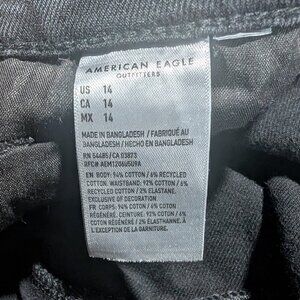 AMERICAN EAGLE
OUTFITTERS
US 14
CA 14
MX 14
MADE IN BANGLADESH / FABRIQUÉ AU
BANGLADESH / HECHO EN BANGLADESH
RN 54485/CA 03873
RFC# AEM1206U5U9A
EN BODY: 94% COTTON / 6% RECYCLED
COTTON. WAISTBAND: 92% COTTON / 6%
RECYCLED COTTON / 2% ELASTANE.
EXCLUSIVE OF DECORATION
FR CORPS: 94% COTON / 6% COTON
RÉGÉNÉRÉ. CEINTURE: 92% COTON / 6%
COTON RÉGÉNÉRÉ / 2% ÉLASTHANNE. À
L'EXCEPTION DE LA GARNITURE.